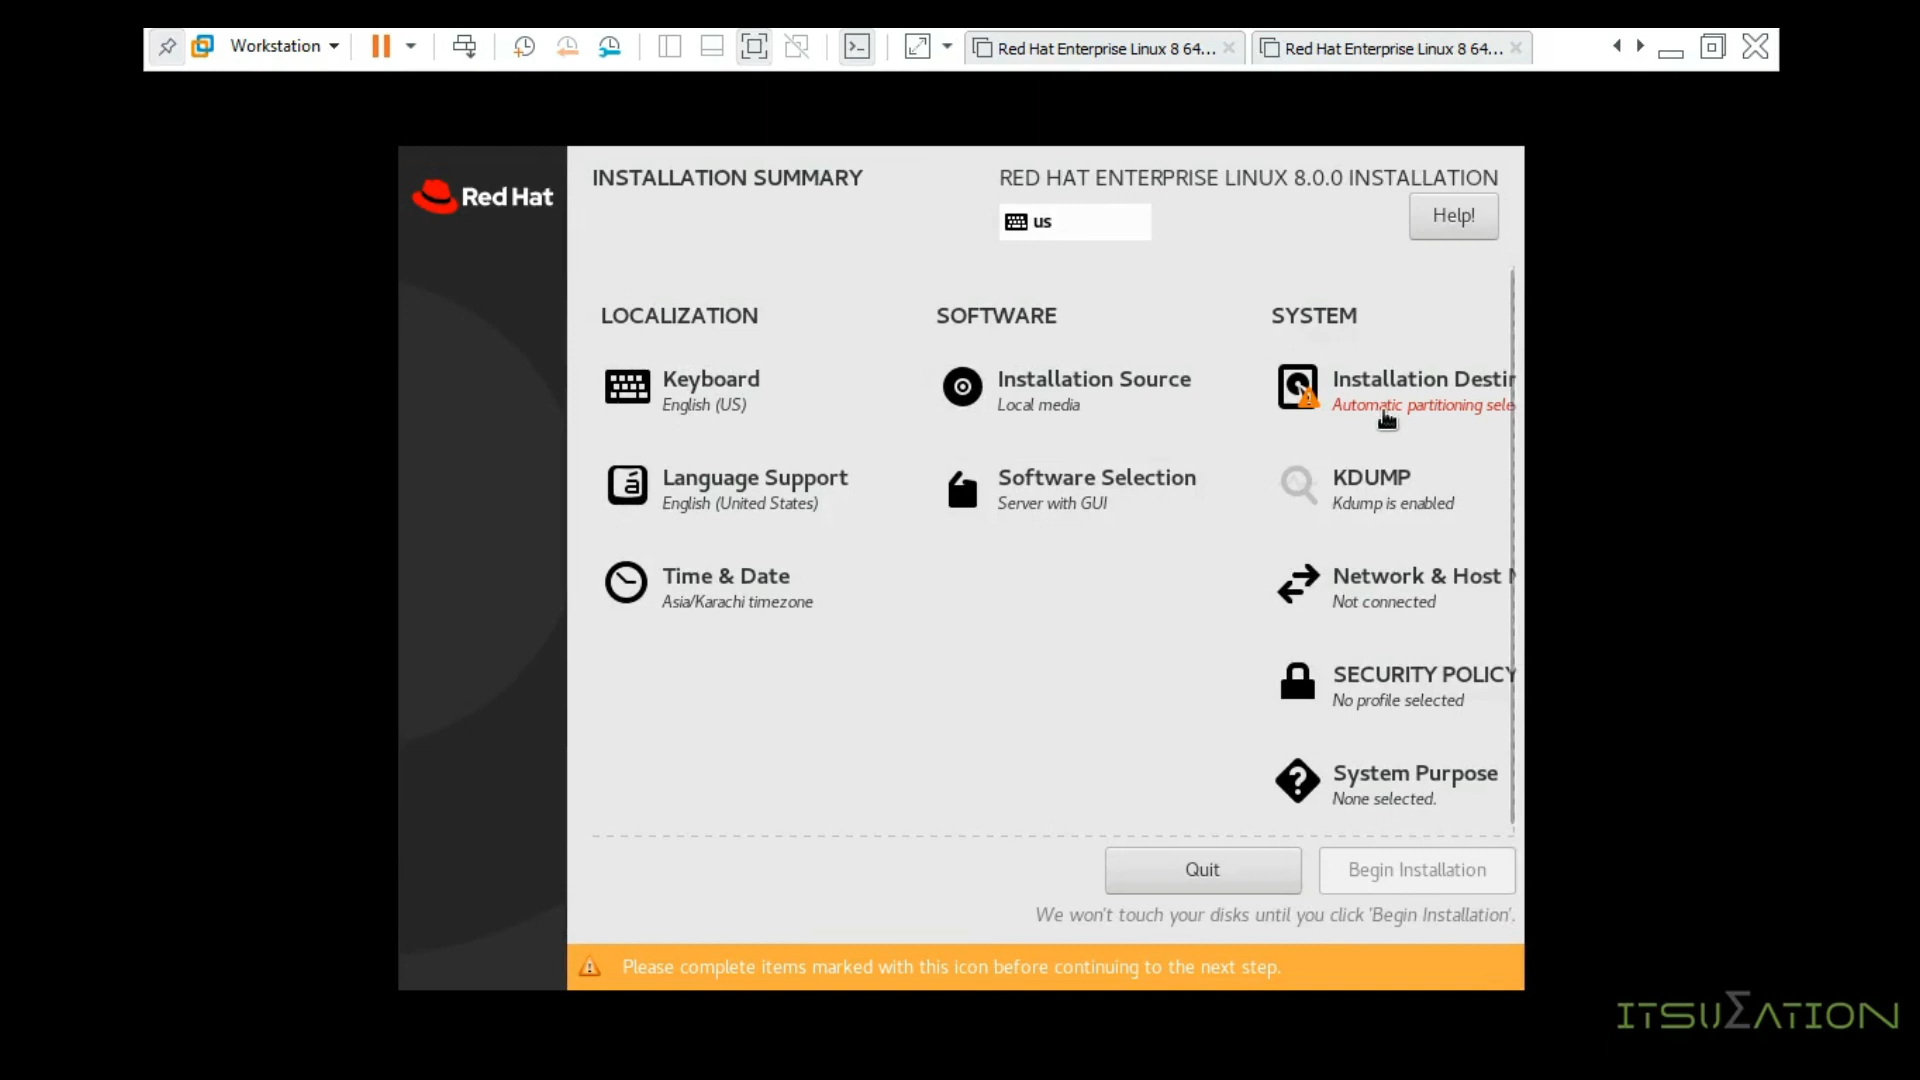 Workstation
Red Hat Enterprise Linux 8 64...
Red Hat Enterprise Linux 8 64...
Red Hat
INSTALLATION SUMMARY
RED HAT ENTERPRISE LINUX 8.0.0 INSTALLATION
us
Help!
LOCALIZATION
SOFTWARE
SYSTEM
Keyboard
English (US)
Installation Source
Local media
Installation Destin
Automatic partitioning sele
Language Support
English (United States)
Software Selection
Server with GUI
KDUMP
Kdump is enabled
Time & Date
Asia/Karachi timezone
Network & Host N
Not connected
SECURITY POLICY
No profile selected
System Purpose
None selected.
Quit
Begin Installation
We won't touch your disks until you click 'Begin Installation'.
Please complete items marked with this icon before continuing to the next step.
ITSUΣATION